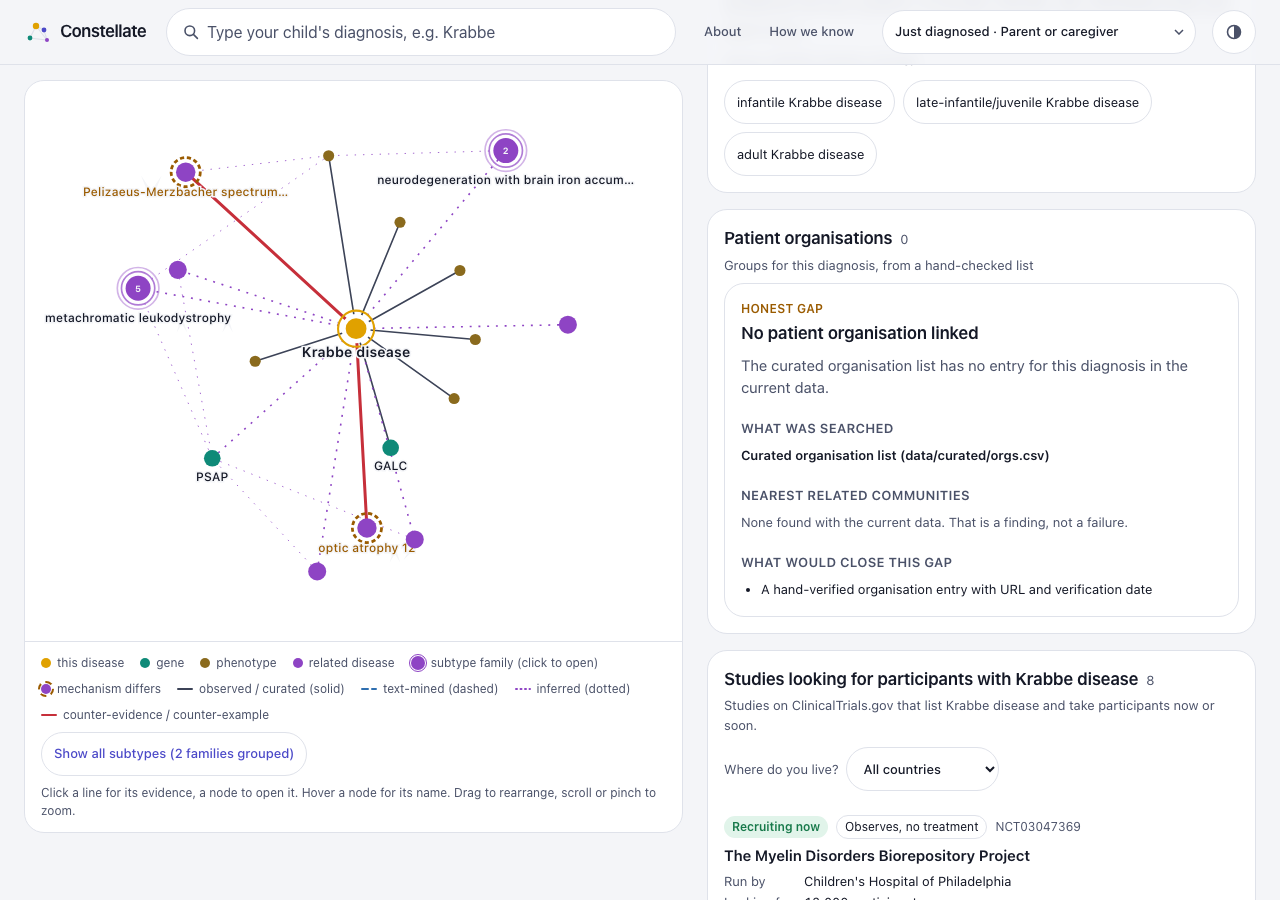 Constellate
Type your child's diagnosis, e.g. Krabbe
About
How we know
Just diagnosed · Parent or caregiver
2
Pelizaeus-Merzbacher spectrum...
neurodegeneration with brain iron accum...
5
metachromatic leukodystrophy
Krabbe disease
GALC
PSAP
optic atrophy 12
this disease
gene
phenotype
related disease
subtype family (click to open)
mechanism differs
observed / curated (solid)
text-mined (dashed)
inferred (dotted)
counter-evidence / counter-example
Show all subtypes (2 families grouped)
Click a line for its evidence, a node to open it. Hover a node for its name. Drag to rearrange, scroll or pinch to
zoom.
infantile Krabbe disease
late-infantile/juvenile Krabbe disease
adult Krabbe disease
Patient organisations 0
Groups for this diagnosis, from a hand-checked list
HONEST GAP
No patient organisation linked
The curated organisation list has no entry for this diagnosis in the
current data.
WHAT WAS SEARCHED
Curated organisation list (data/curated/orgs.csv)
NEAREST RELATED COMMUNITIES
None found with the current data. That is a finding, not a failure.
WHAT WOULD CLOSE THIS GAP
• A hand-verified organisation entry with URL and verification date
Studies looking for participants with Krabbe disease 8
Studies on ClinicalTrials.gov that list Krabbe disease and take participants now or
soon.
Where do you live? All countries
Recruiting now Observes, no treatment NCT03047369
The Myelin Disorders Biorepository Project
Run by Children's Hospital of Philadelphia